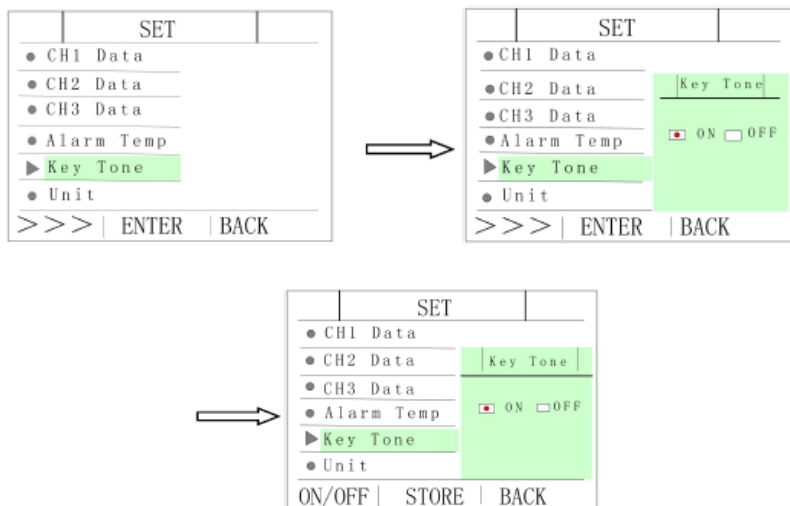 SET
CH1 Data
CH2 Data
CH3 Data
Alarm Temp
Key Tone
Unit
>>> | ENTER | BACK
SET
CH1 Data
CH2 Data
Key Tone
CH3 Data
Alarm Temp
ON OFF
Key Tone
Unit
>>> | ENTER | BACK
SET
CH1 Data
CH2 Data
Key Tone
CH3 Data
Alarm Temp
ON OFF
Key Tone
Unit
ON/OFF | STORE | BACK